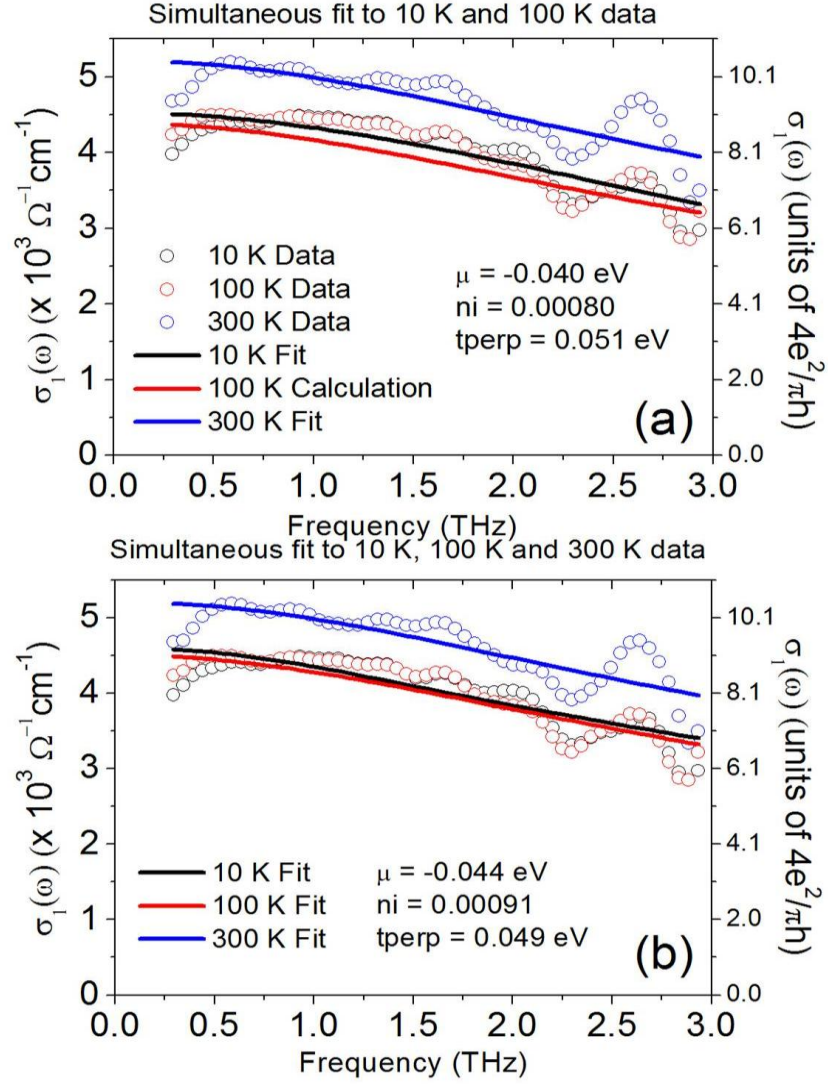 Simultaneous fit to 10 K and 100 K data
σ₁(ω) (x 10³ Ω⁻¹cm⁻¹)
5
4
3
2
1
0
10 K Data
100 K Data
300 K Data
10 K Fit
100 K Calculation
300 K Fit
μ = -0.040 eV
ni = 0.00080
tperp = 0.051 eV
(a)
10.1
8.1
6.1
4.1
2.0
0.0
σ₁(ω) (units of 4e²/πh)
0.0 0.5 1.0 1.5 2.0 2.5 3.0
Frequency (THz)
Simultaneous fit to 10 K, 100 K and 300 K data
σ₁(ω) (x 10³ Ω⁻¹cm⁻¹)
5
4
3
2
1
0
10 K Fit
100 K Fit
300 K Fit
μ = -0.044 eV
ni = 0.00091
tperp = 0.049 eV
(b)
10.1
8.1
6.1
4.1
2.0
0.0
σ₁(ω) (units of 4e²/πh)
0.0 0.5 1.0 1.5 2.0 2.5 3.0
Frequency (THz)